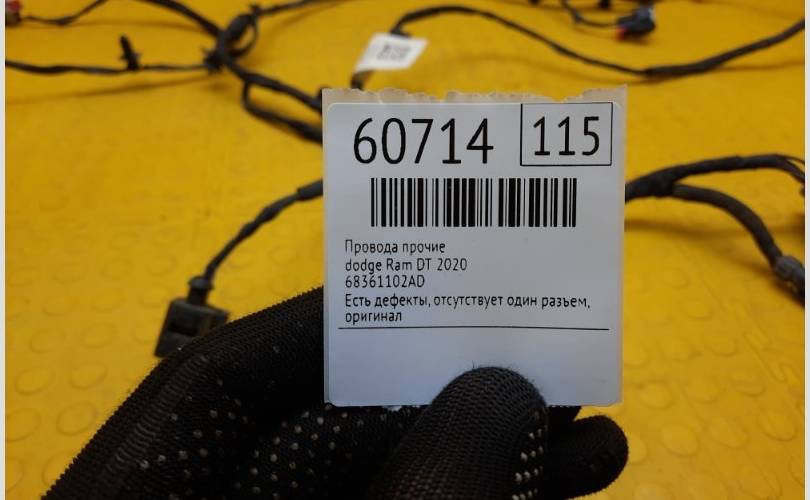 60714 115
Провода прочие
dodge Ram DT 2020
68361102AD
Есть дефекты, отсутствует один разъем,
оригинал